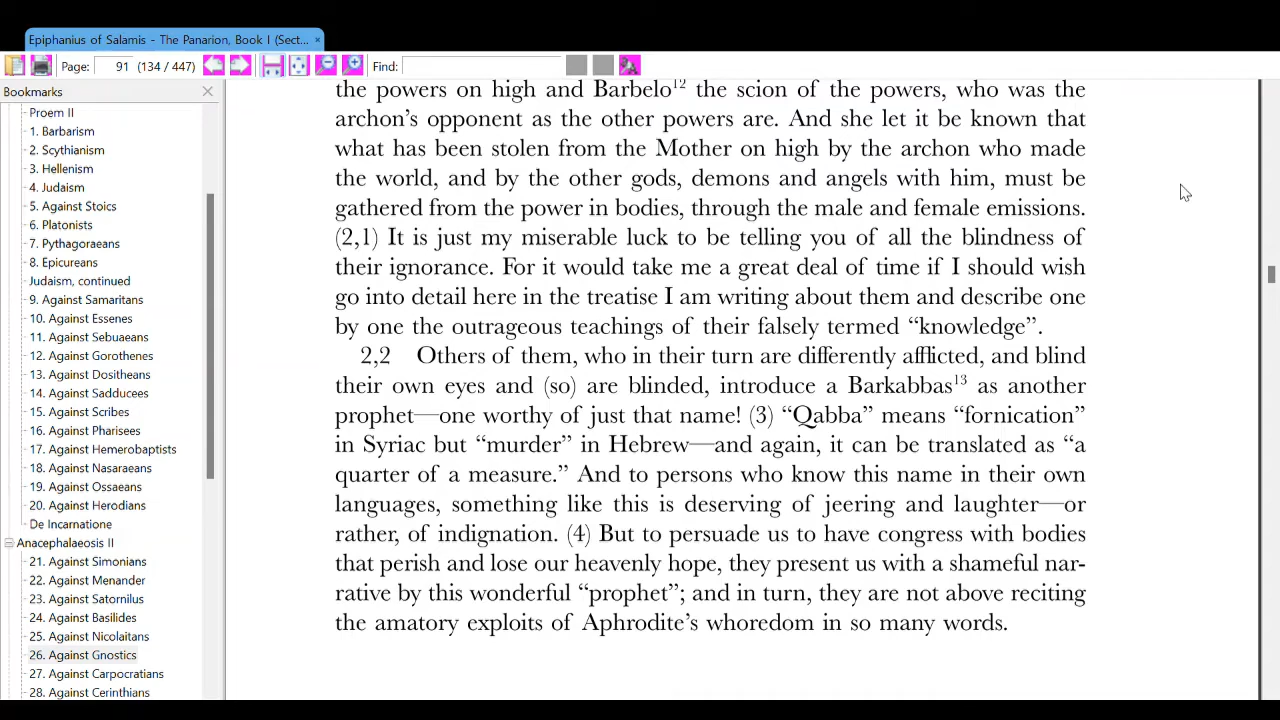 Epiphanius of Salamis - The Panarion, Book I (Sect... ×
Page: 91 (134 / 447) Find:
Bookmarks
Proem II
1. Barbarism
2. Scythianism
3. Hellenism
4. Judaism
5. Against Stoics
6. Platonists
7. Pythagoraeans
8. Epicureans
Judaism, continued
9. Against Samaritans
10. Against Essenes
11. Against Sebuaeans
12. Against Gorothenes
13. Against Dositheans
14. Against Sadducees
15. Against Scribes
16. Against Pharisees
17. Against Hemerobaptists
18. Against Nasaraeans
19. Against Ossaeans
20. Against Herodians
De Incarnatione
Anacephalaeosis II
21. Against Simonians
22. Against Menander
23. Against Satornilus
24. Against Basilides
25. Against Nicolaitans
26. Against Gnostics
27. Against Carpocratians
28. Against Cerinthians
the powers on high and Barbelo¹² the scion of the powers, who was the
archon’s opponent as the other powers are. And she let it be known that
what has been stolen from the Mother on high by the archon who made
the world, and by the other gods, demons and angels with him, must be
gathered from the power in bodies, through the male and female emissions.
(2,1) It is just my miserable luck to be telling you of all the blindness of
their ignorance. For it would take me a great deal of time if I should wish
go into detail here in the treatise I am writing about them and describe one
by one the outrageous teachings of their falsely termed “knowledge”.
2,2 Others of them, who in their turn are differently afflicted, and blind
their own eyes and (so) are blinded, introduce a Barkabbas¹³ as another
prophet—one worthy of just that name! (3) “Qabba” means “fornication”
in Syriac but “murder” in Hebrew—and again, it can be translated as “a
quarter of a measure.” And to persons who know this name in their own
languages, something like this is deserving of jeering and laughter—or
rather, of indignation. (4) But to persuade us to have congress with bodies
that perish and lose our heavenly hope, they present us with a shameful nar-
rative by this wonderful “prophet”; and in turn, they are not above reciting
the amatory exploits of Aphrodite’s whoredom in so many words.